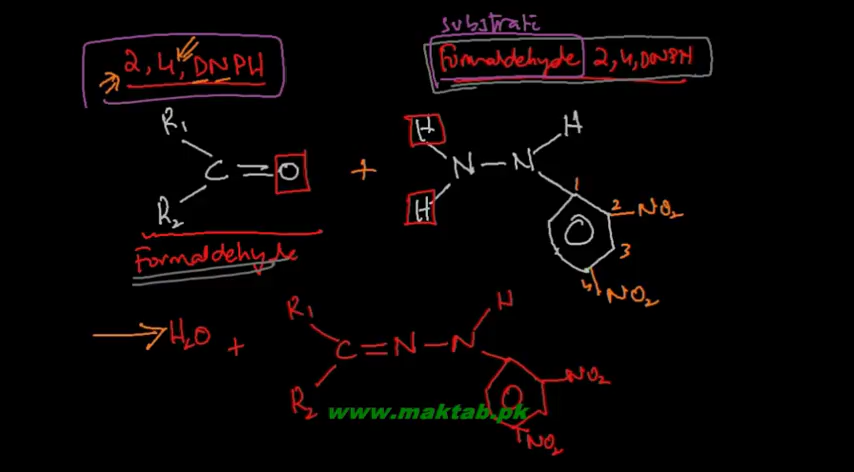 substrate
2,4,DNPH
Formaldehyde 2,4,DNPH
R1
C=O
R2
+
H
H
N-N
H
1
2
NO2
3
4
NO2
Formaldehyde
H2O +
R1
C=N-N
R2
H
NO2
NO2
www.maktab.pk